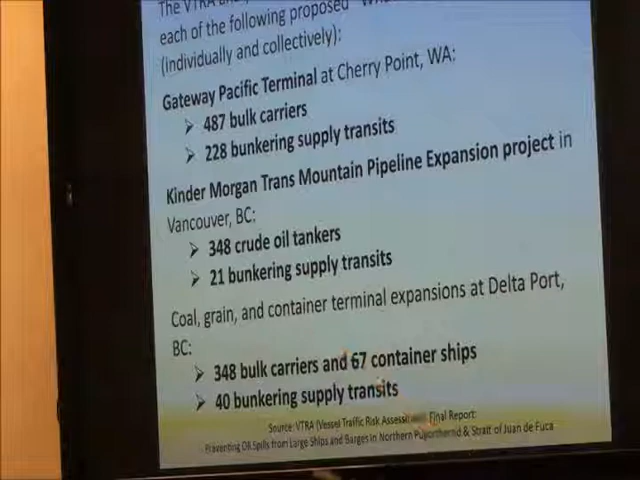 The VTRA
each of the following proposed
(individually and collectively):
Gateway Pacific Terminal at Cherry Point, WA:
➢ 487 bulk carriers
➢ 228 bunkering supply transits
Kinder Morgan Trans Mountain Pipeline Expansion project in
Vancouver, BC:
➢ 348 crude oil tankers
➢ 21 bunkering supply transits
Coal, grain, and container terminal expansions at Delta Port,
BC:
➢ 348 bulk carriers and 67 container ships
➢ 40 bunkering supply transits
Source: VTRA (Vessel Traffic Risk Assessment Final Report:
Preventing Oil Spills from Large Ships and Barges in Northern & Strait of Juan de Fuca